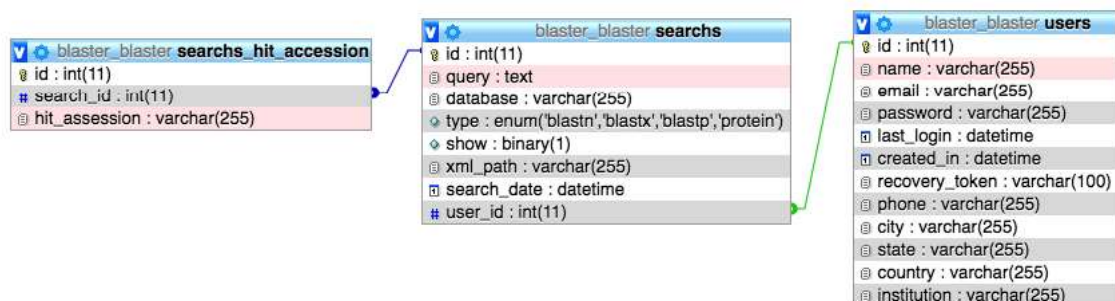 blaster_blaster searchs_hit_accession
id : int(11)
search_id : int(11)
hit_assession : varchar(255)
blaster_blaster searchs
id : int(11)
query : text
database : varchar(255)
type : enum('blastn','blastx','blastp','protein')
show : binary(1)
xml_path : varchar(255)
search_date : datetime
user_id : int(11)
blaster_blaster users
id : int(11)
name : varchar(255)
email : varchar(255)
password : varchar(255)
last_login : datetime
created_in : datetime
recovery_token : varchar(100)
phone : varchar(255)
city : varchar(255)
state : varchar(255)
country : varchar(255)
institution : varchar(255)